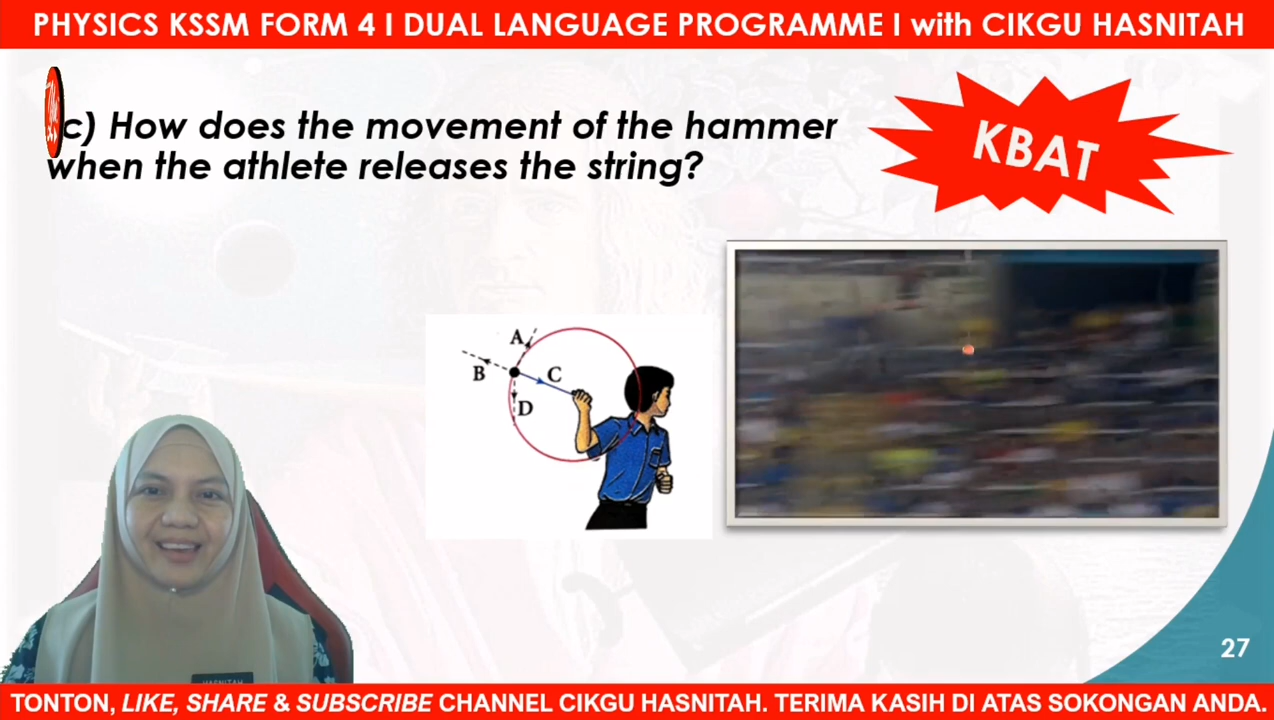 PHYSICS KSSM FORM 4 I DUAL LANGUAGE PROGRAMME I with CIKGU HASNITAH
c) How does the movement of the hammer
when the athlete releases the string?
KBAT
A
B
C
D
HASNITAH
27
TONTON, LIKE, SHARE & SUBSCRIBE CHANNEL CIKGU HASNITAH. TERIMA KASIH DI ATAS SOKONGAN ANDA.